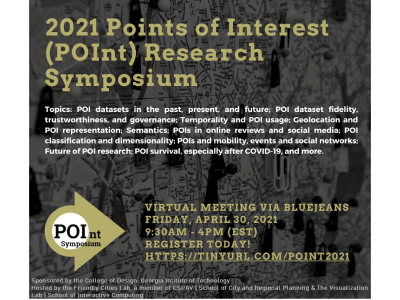 2021 Points of Interest
(POInt) Research
Symposium
Topics: POI datasets in the past, present, and future; POI dataset fidelity,
trustworthiness, and governance; Temporality and POI usage; Geolocation and
POI representation; Semantics; POIs in online reviews and social media; POI
classification and dimensionality; POIs and mobility, events and social networks;
Future of POI research; POI survival, especially after COVID-19, and more.
POInt
Symposium
VIRTUAL MEETING VIA BLUEJEANS
FRIDAY, APRIL 30, 2021
9:30AM - 4PM (EST)
REGISTER TODAY!
HTTPS://TINYURL.COM/POINT2021
Sponsored by the College of Design, Georgia Institute of Technology
Hosted by the Friendly Cities Lab, a member of CSPAV | School of City and Regional Planning & The Visualization
Lab | School of Interactive Computing